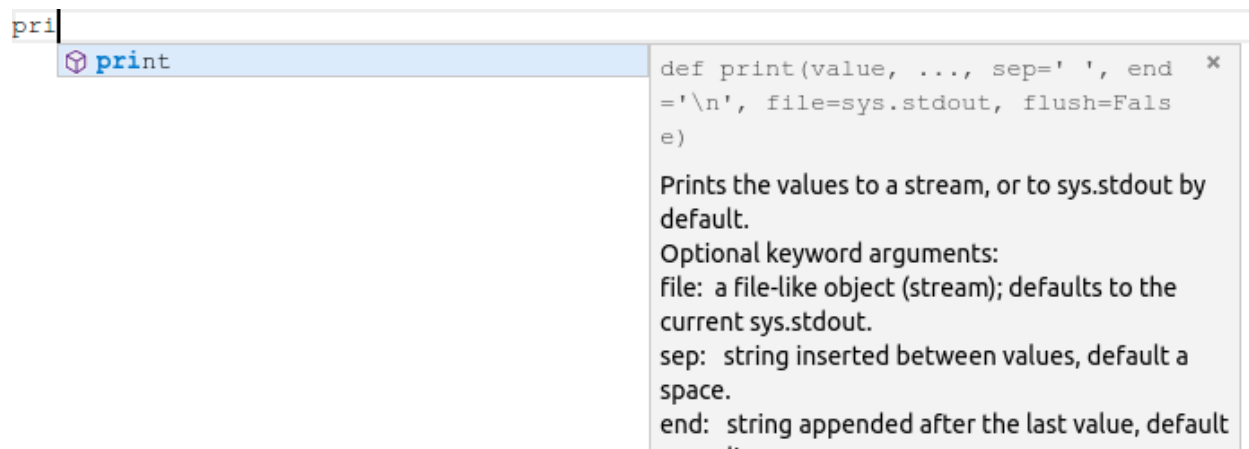 pri
print
def print(value, ..., sep=' ', end
='\n', file=sys.stdout, flush=Fals
e)
Prints the values to a stream, or to sys.stdout by
default.
Optional keyword arguments:
file:  a file-like object (stream); defaults to the
current sys.stdout.
sep:   string inserted between values, default a
space.
end:   string appended after the last value, default